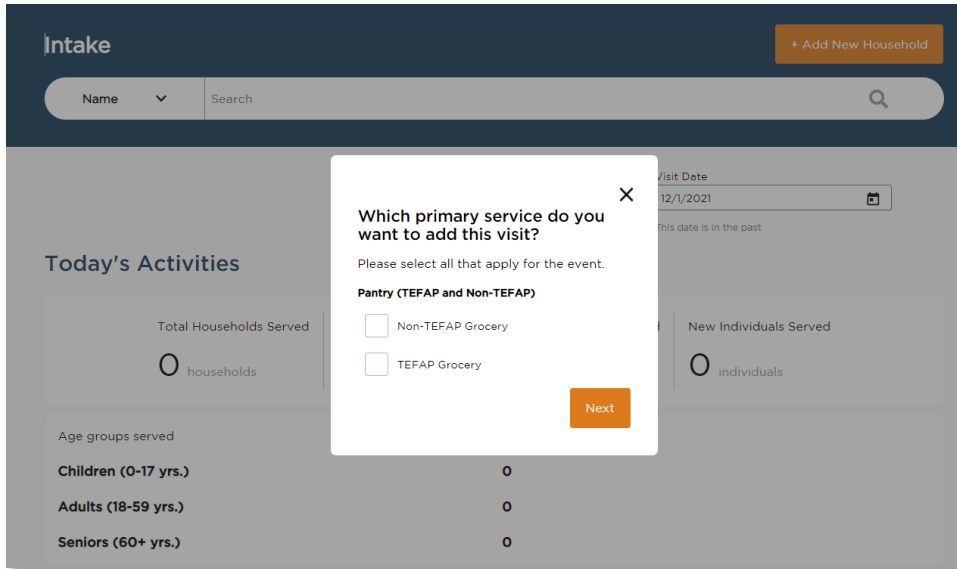 Intake
+ Add New Household
Name
Search
Visit Date
12/1/2021
This date is in the past
Which primary service do you
want to add this visit?
Please select all that apply for the event.
Pantry (TEFAP and Non-TEFAP)
Non-TEFAP Grocery
TEFAP Grocery
Next
Today's Activities
Total Households Served
0 households
New Individuals Served
0 individuals
Age groups served
Children (0-17 yrs.) 0
Adults (18-59 yrs.) 0
Seniors (60+ yrs.) 0